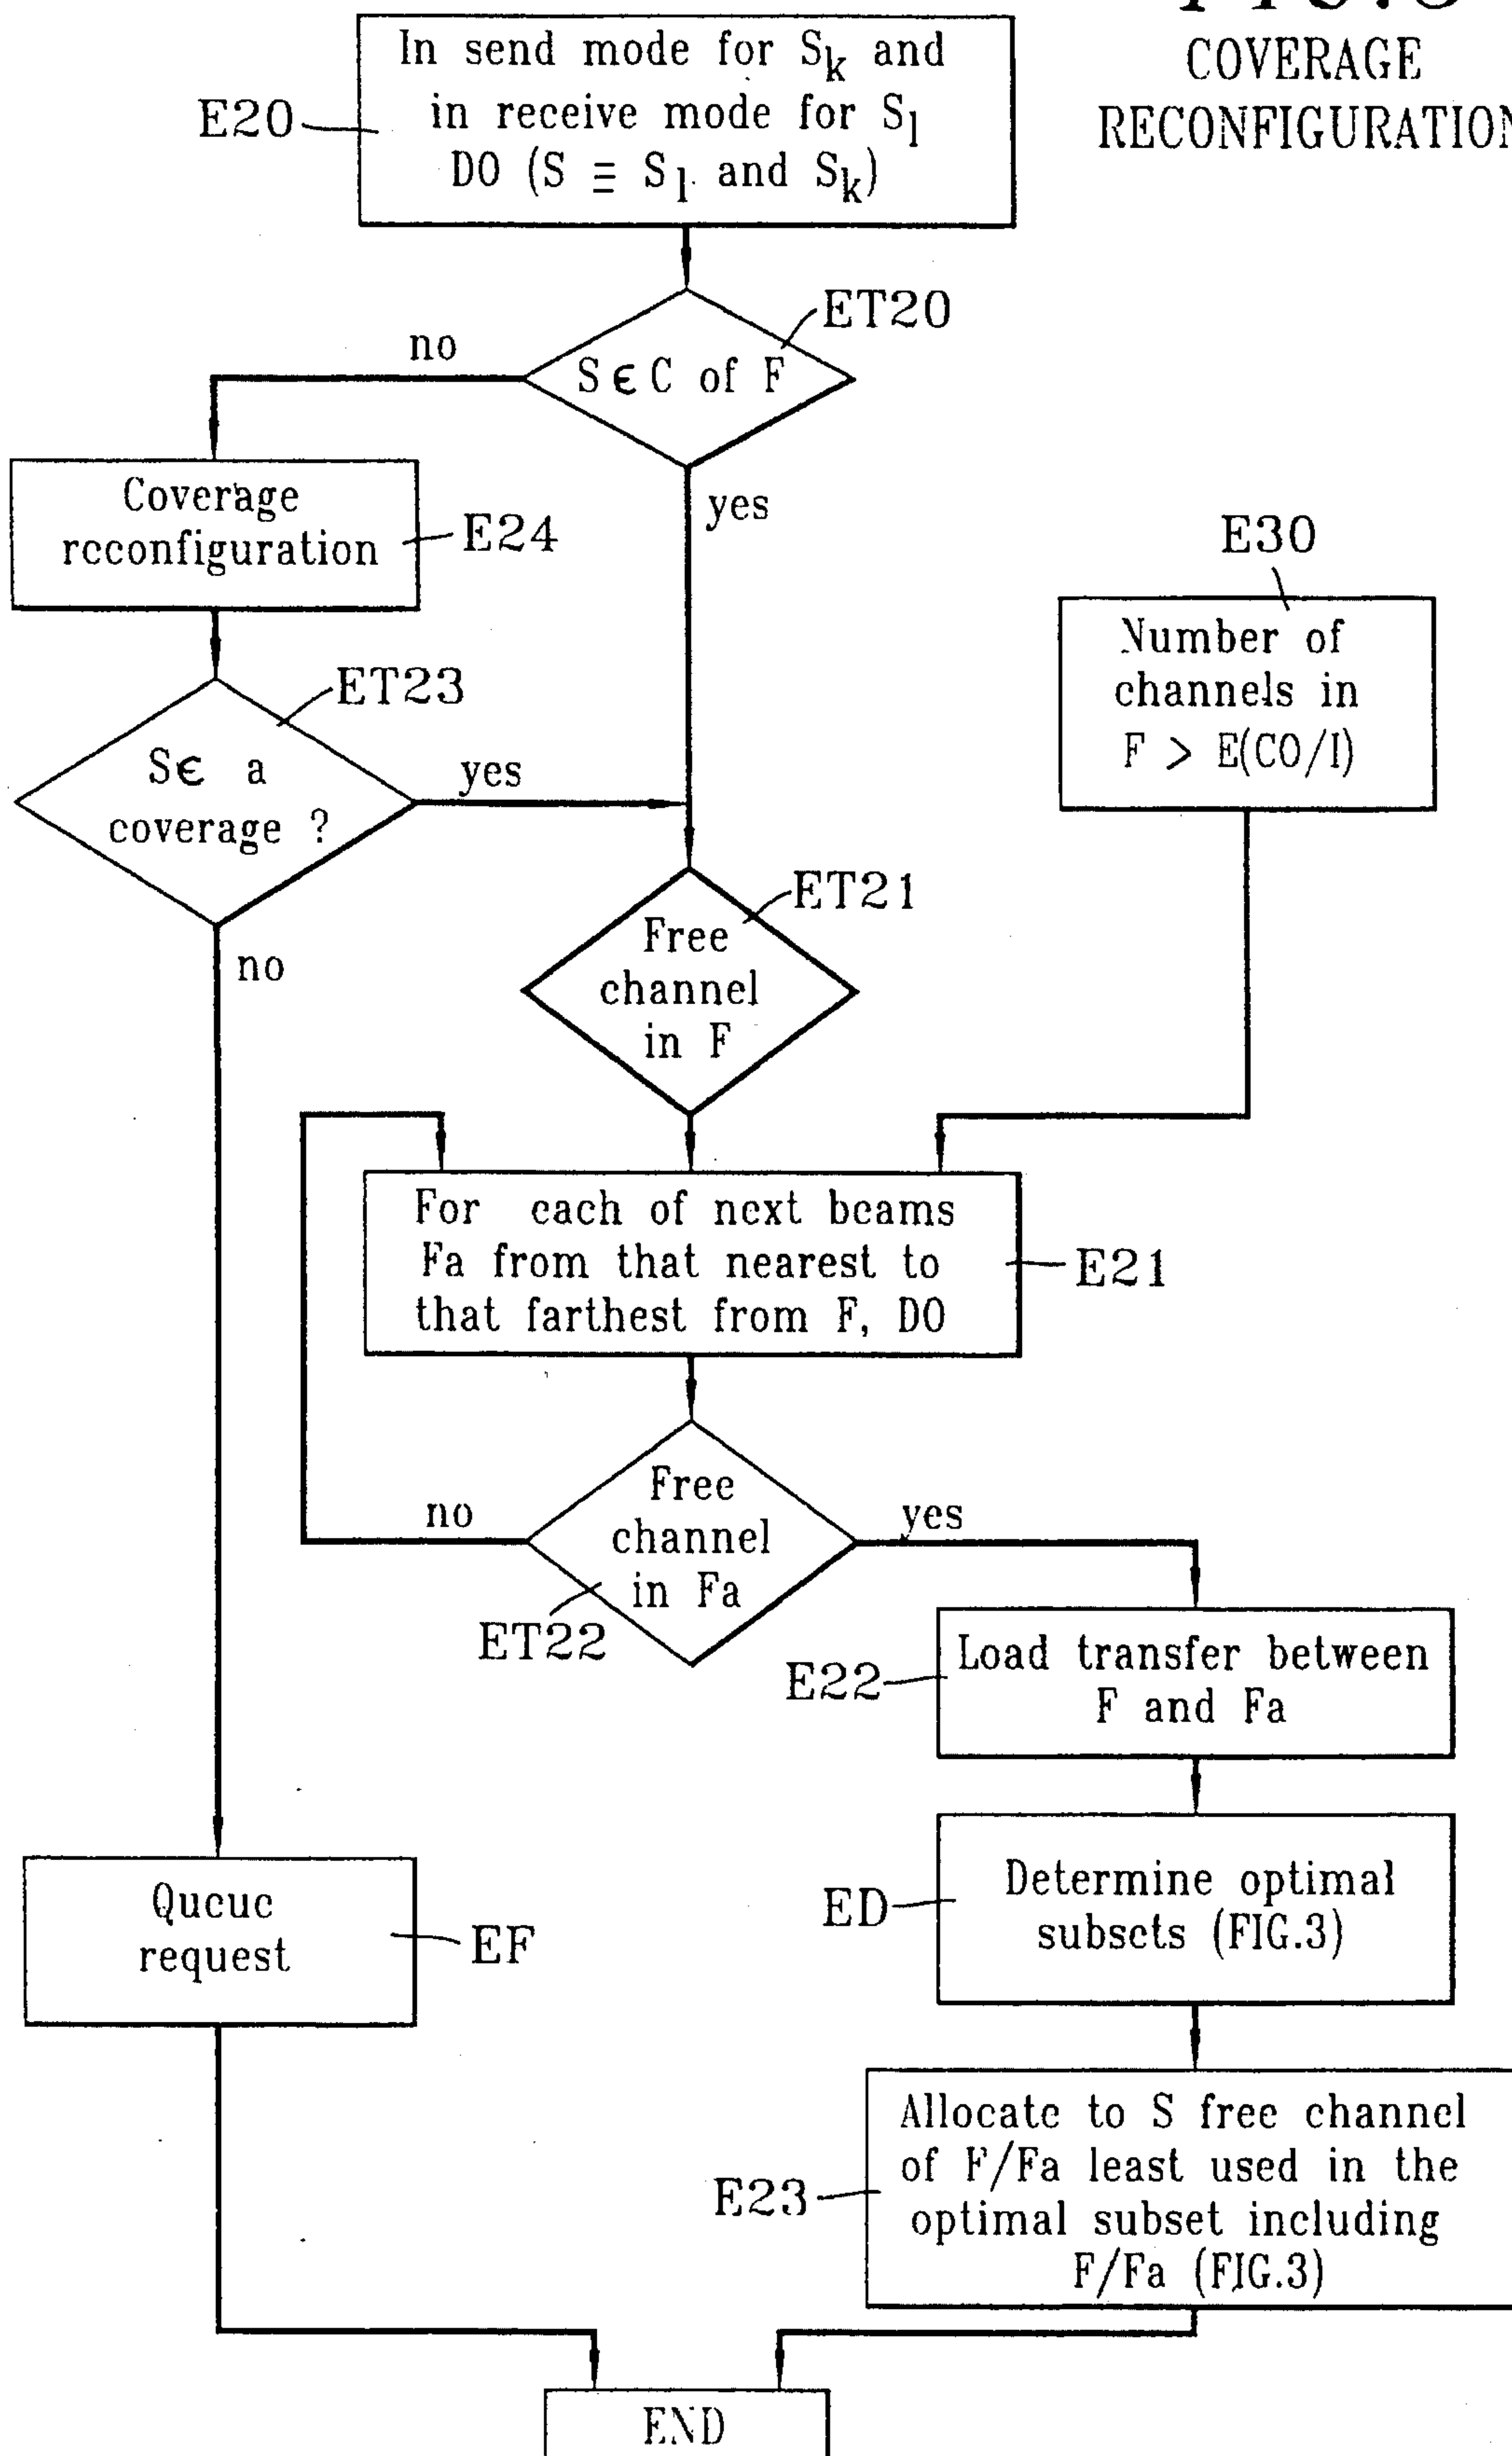 COVERAGE
RECONFIGURATION
In send mode for Sk and
in receive mode for Sl
DO (S ≡ Sl and Sk)
E20
ET20
no
S ϵ C of F
yes
Coverage
reconfiguration
E24
E30
Number of
channels in
F > E(CO/I)
ET23
Sϵ a
coverage ?
yes
no
ET21
Free
channel
in F
For each of next beams
Fa from that nearest to
that farthest from F, DO
E21
no
Free
channel
in Fa
yes
ET22
E22
Load transfer between
F and Fa
ED
Determine optimal
subsets (FIG.3)
Queue
request
EF
E23
Allocate to S free channel
of F/Fa least used in the
optimal subset including
F/Fa (FIG.3)
END